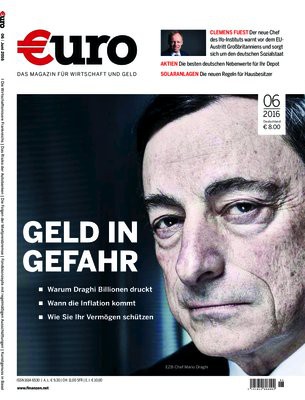 €uro
DAS MAGAZIN FÜR WIRTSCHAFT UND GELD
CLEMENS FUEST Der neue Chef
des Ifo-Instituts warnt vor dem EU-
Austritt Großbritanniens und sorgt
sich um den deutschen Sozialstaat
AKTIEN Die besten deutschen Nebenwerte für Ihr Depot
SOLARANLAGEN Die neuen Regeln für Hausbesitzer
06
2016
Deutschland
€ 8,00
GELD IN
GEFAHR
Warum Draghi Billionen druckt
Wann die Inflation kommt
Wie Sie Ihr Vermögen schützen
EZB-Chef Mario Draghi
www.finanzen.net